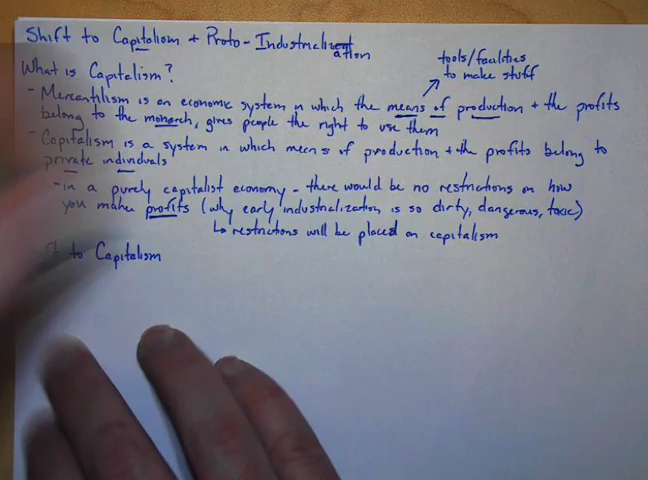 Shift to Capitalism + Proto-Industrialization
tools/facilities
to make stuff
What is Capitalism?
- Mercantilism is an economic system in which the means of production + the profits
belong to the monarch, gives people the right to use them
- Capitalism is a system in which means of production + the profits belong to
private individuals
- in a purely capitalist economy - there would be no restrictions on how
you make profits (why early industrialization is so dirty, dangerous, toxic)
↳ restrictions will be placed on capitalism
to Capitalism